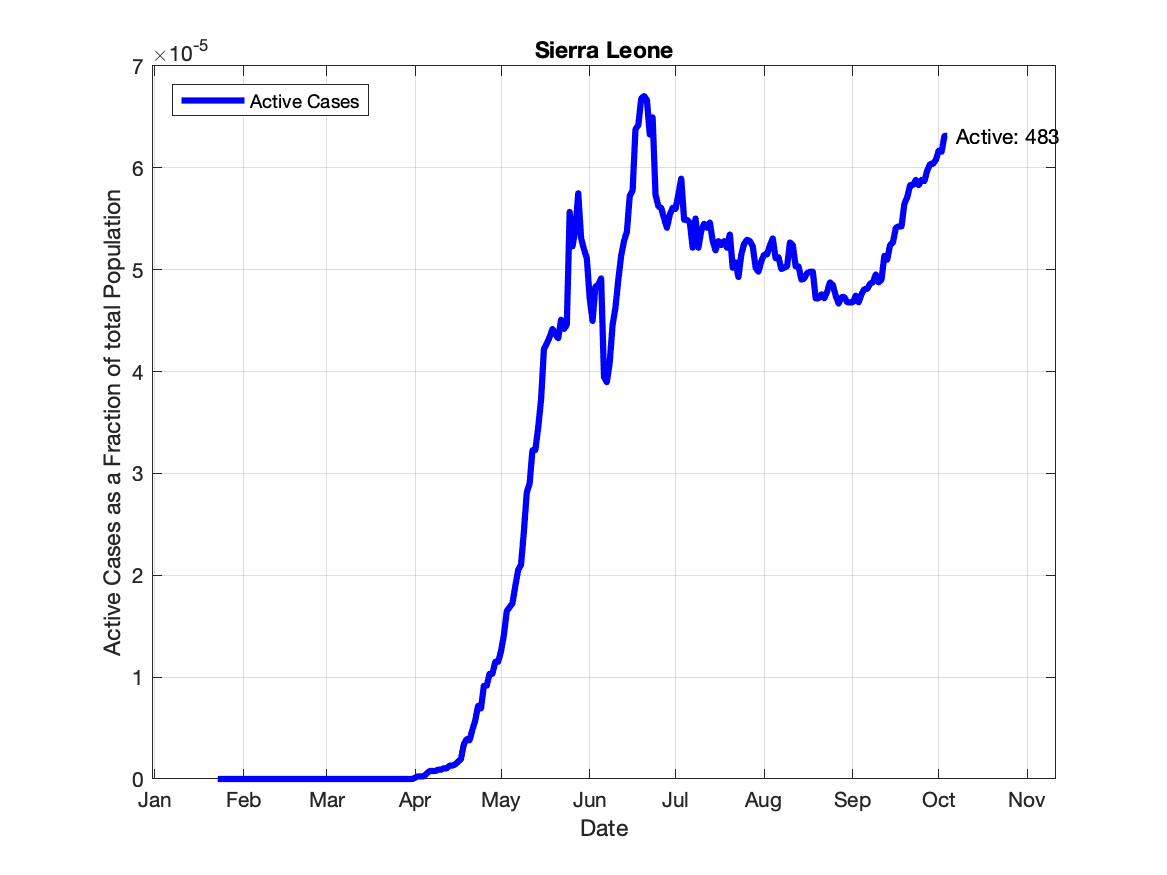 Sierra Leone
×10-5
Active Cases
Active: 483
7
6
5
4
3
2
1
0
Active Cases as a Fraction of total Population
Jan Feb Mar Apr May Jun Jul Aug Sep Oct Nov
Date